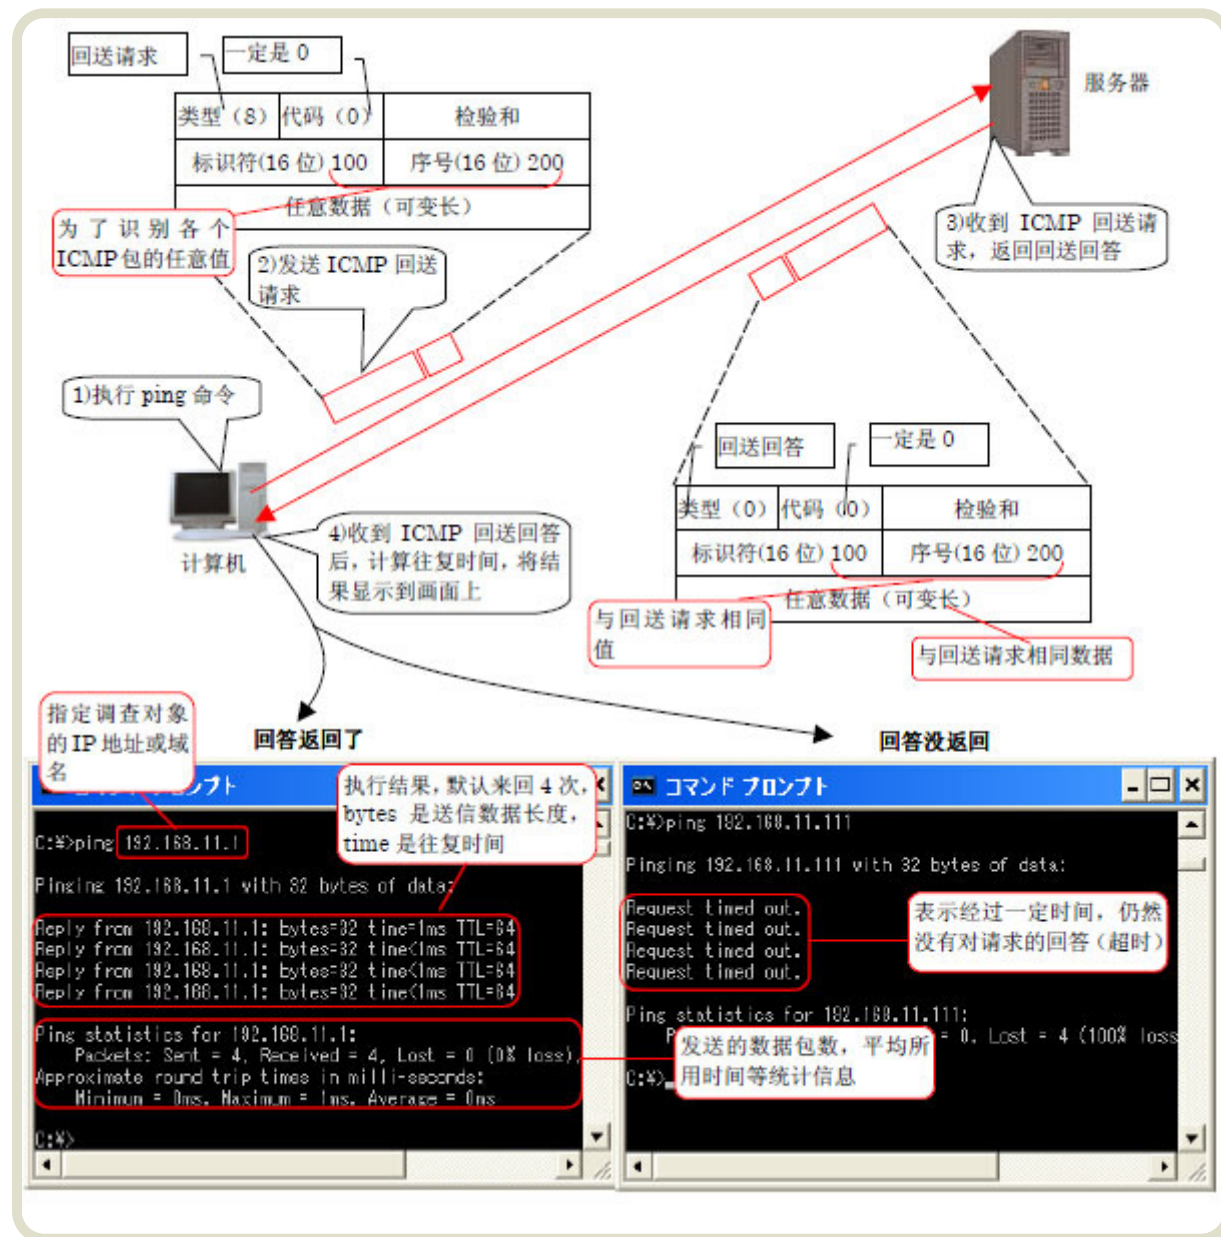 回送请求
一定是 0
服务器
类型（8）
代码（0）
检验和
标识符(16 位) 100
序号(16 位) 200
任意数据（可变长）
为了识别各个
ICMP包的任意值
2)发送 ICMP 回送
请求
3)收到 ICMP 回送请
求，返回回送回答
1)执行 ping 命令
计算机
4)收到 ICMP 回送回答
后，计算往复时间，将结
果显示到画面上
回送回答
一定是 0
类型（0）
代码（0）
检验和
标识符(16 位) 100
序号(16 位) 200
任意数据（可变长）
与回送请求相同
值
与回送请求相同数据
指定调查对象
的 IP 地址或域
名
回答返回了
回答没返回
执行结果，默认来回 4 次，
bytes 是送信数据长度，
time 是往复时间
C:¥>ping 192.168.11.1
Pinging 192.168.11.1 with 32 bytes of data:
Reply from 192.168.11.1: bytes=32 time=1ms TTL=64
Reply from 192.168.11.1: bytes=32 time<1ms TTL=64
Reply from 192.168.11.1: bytes=32 time<1ms TTL=64
Reply from 192.168.11.1: bytes=32 time<1ms TTL=64
Ping statistics for 192.168.11.1:
Packets: Sent = 4, Received = 4, Lost = 0 (0% loss),
Approximate round trip times in milli-seconds:
Minimum = 0ms, Maximum = 1ms, Average = 0ms
C:¥>
コマンド プロンプト
C:¥>ping 192.168.11.111
Pinging 192.168.11.111 with 32 bytes of data:
Request timed out.
Request timed out.
Request timed out.
Request timed out.
表示经过一定时间，仍然
没有对请求的回答（超时）
Ping statistics for 192.168.11.111:
= 0, Lost = 4 (100% loss
发送的数据包数，平均所
用时间等统计信息
C:¥>